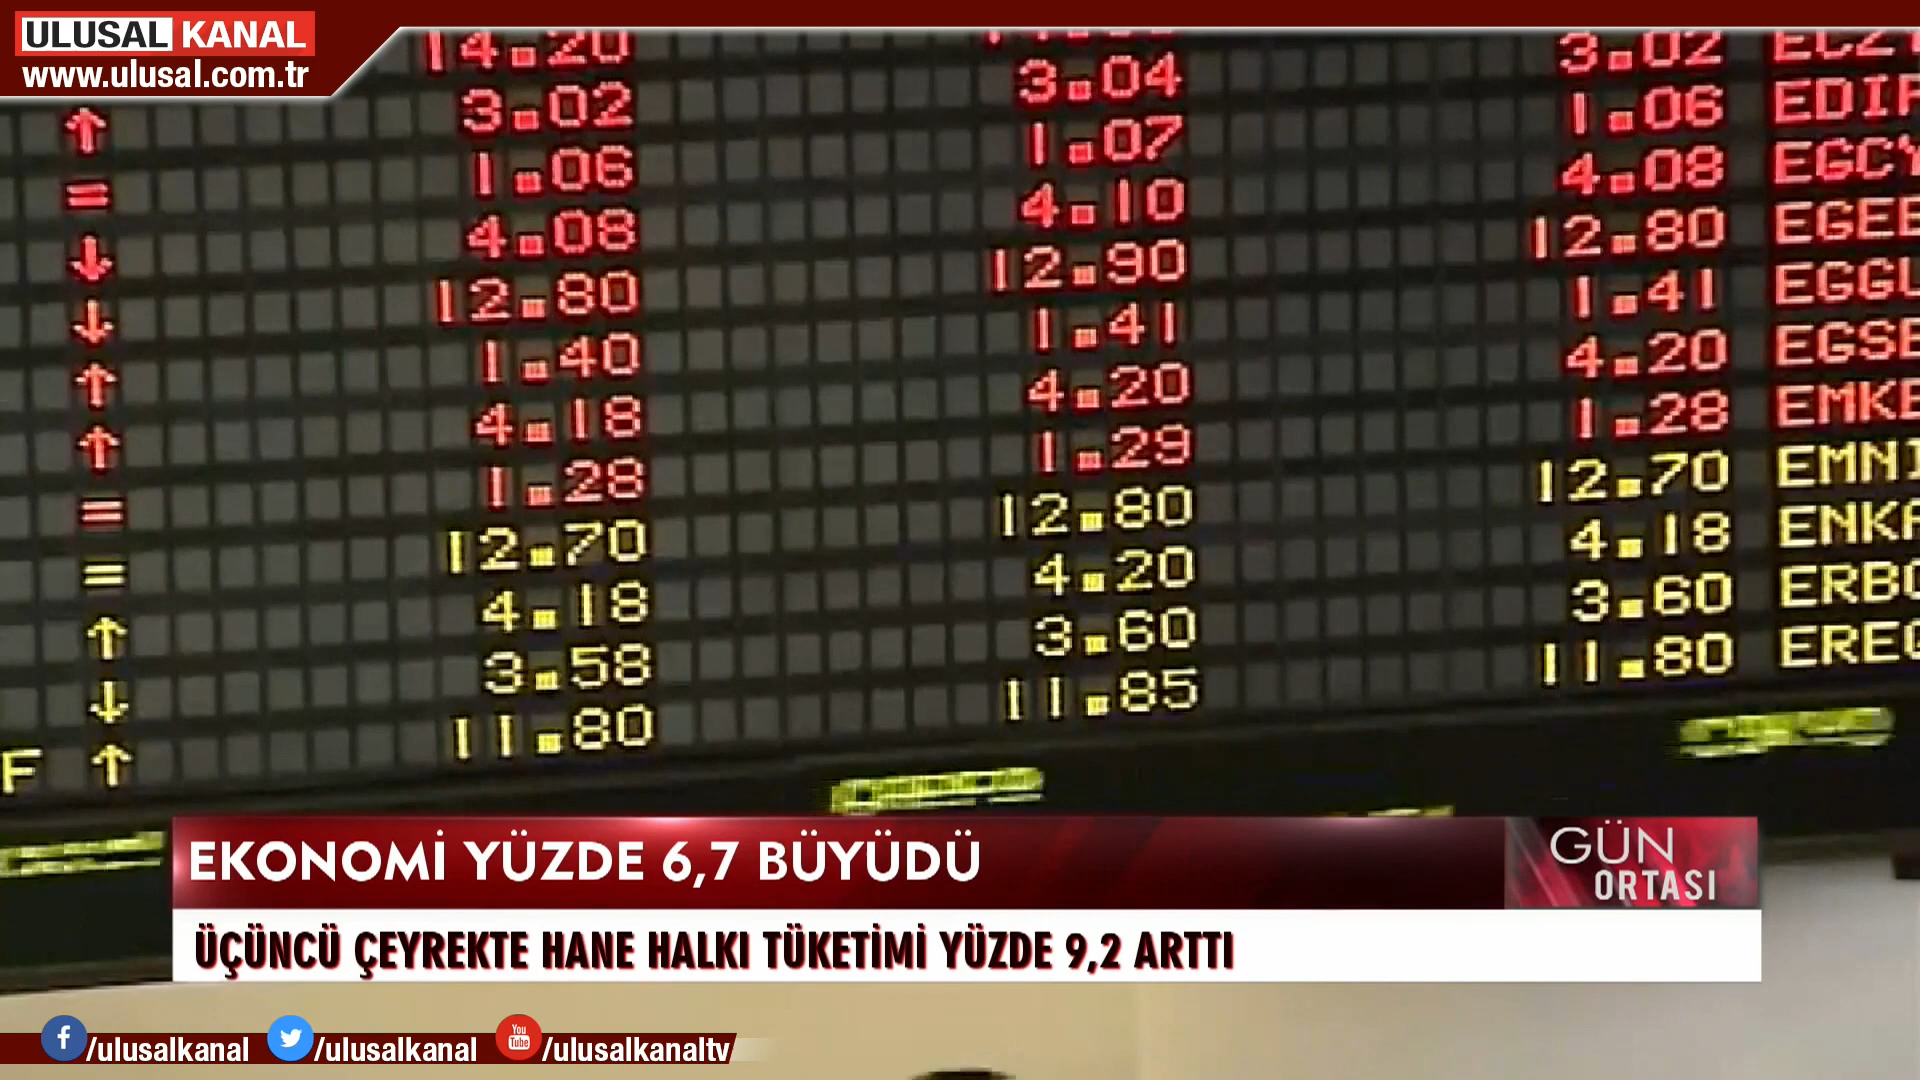 ULUSAL KANAL
www.ulusal.com.tr
14.20 3.02
3.02 3.04 1.06
1.06 1.07 4.08
4.08 4.10 12.80
12.80 12.90 1.41
1.40 1.41 4.20
4.18 4.20 1.28
1.28 1.29 12.70
12.70 12.80 4.18
4.18 4.20 3.60
3.58 3.60 11.80
F 11.80 11.85
EKONOMİ YÜZDE 6,7 BÜYÜDÜ
GÜN
ORTASI
ÜÇÜNCÜ ÇEYREKTE HANE HALKI TÜKETİMİ YÜZDE 9,2 ARTTI
/ulusalkanal /ulusalkanal You Tube /ulusalkanaltv